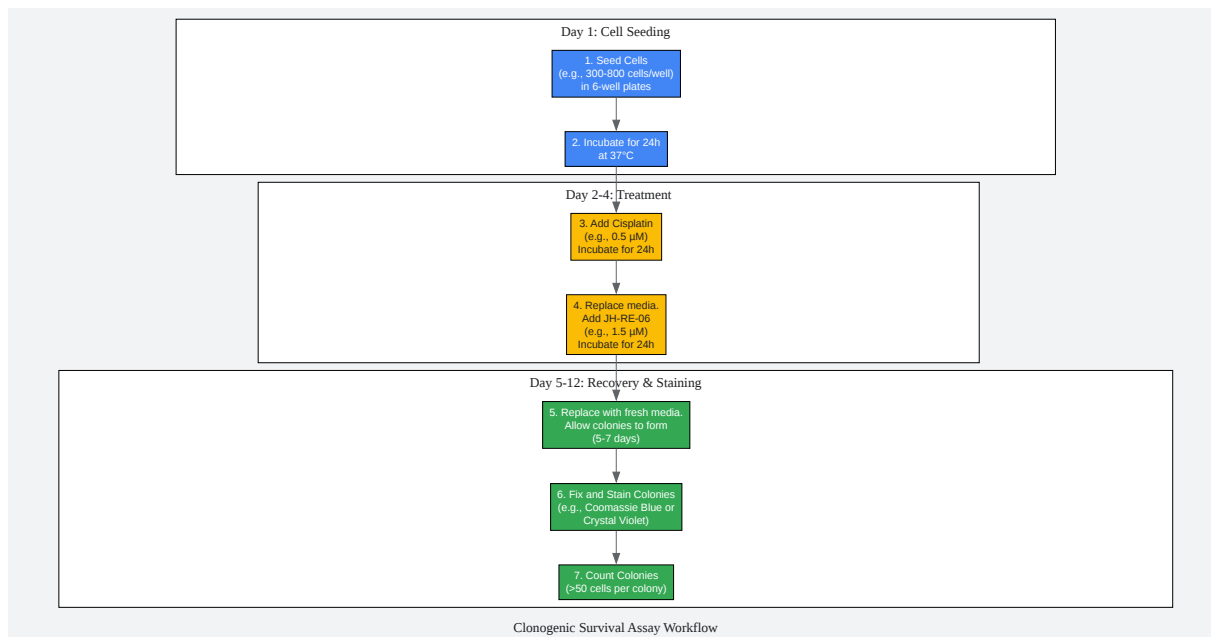 Day 1: Cell Seeding
1. Seed Cells
(e.g., 300-800 cells/well)
in 6-well plates
2. Incubate for 24h
at 37°C
Day 2-4: Treatment
3. Add Cisplatin
(e.g., 0.5 µM)
Incubate for 24h
4. Replace media.
Add JH-RE-06
(e.g., 1.5 µM)
Incubate for 24h
Day 5-12: Recovery & Staining
5. Replace with fresh media.
Allow colonies to form
(5-7 days)
6. Fix and Stain Colonies
(e.g., Coomassie Blue or
Crystal Violet)
7. Count Colonies
(>50 cells per colony)
Clonogenic Survival Assay Workflow